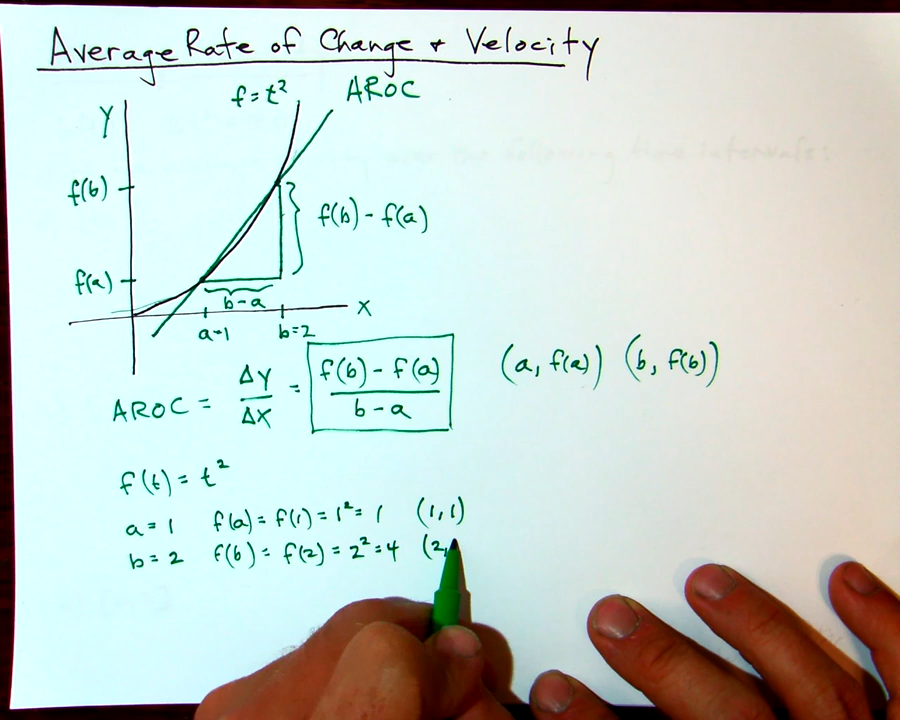 Average Rate of Change + Velocity
f = t² AROC
Y
f(b)
f(b) - f(a)
f(a)
b - a
X
a=1 b=2
AROC = ΔY/ΔX = f(b) - f(a)/b - a
(a, f(a)) (b, f(b))
f(t) = t²
a = 1 f(a) = f(1) = 1² = 1 (1, 1)
b = 2 f(b) = f(2) = 2² = 4 (2,